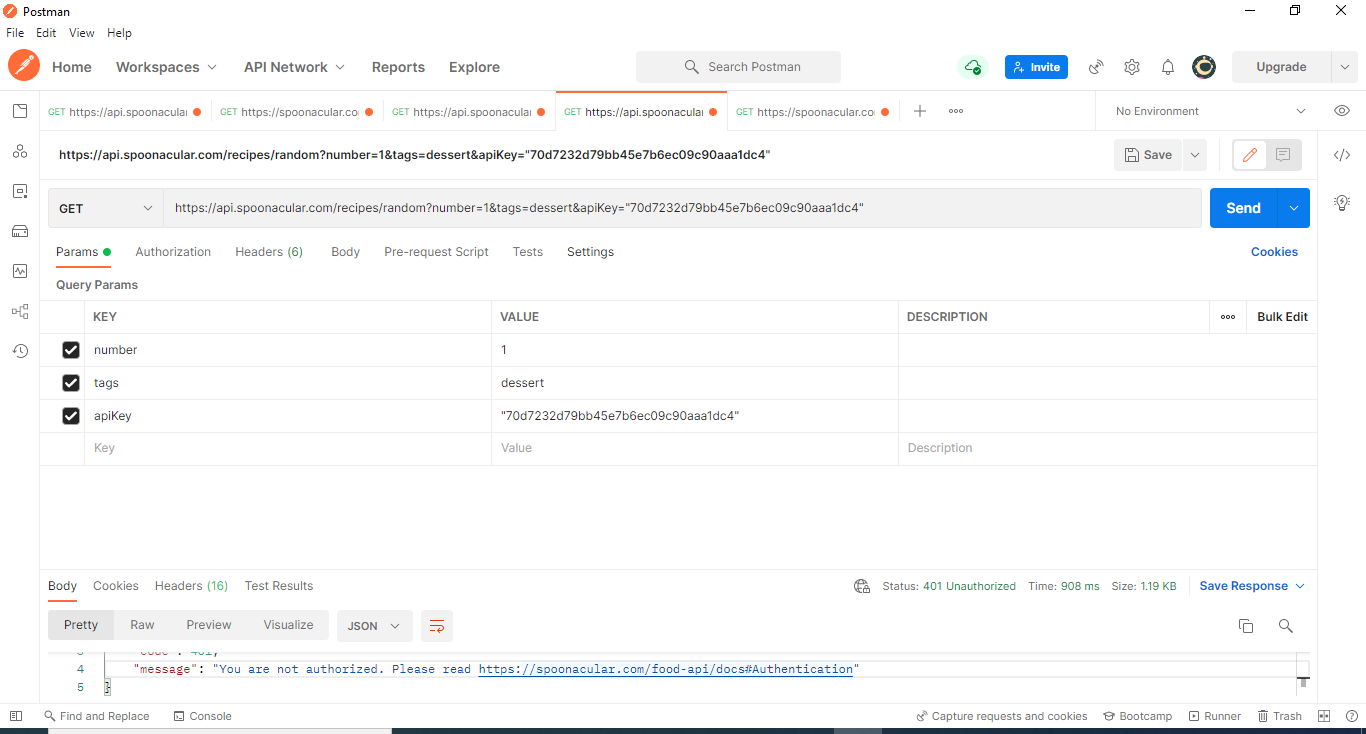 Postman
File Edit View Help
Home Workspaces API Network Reports Explore Search Postman Invite Upgrade
GET https://api.spoonacular GET https://spoonacular.co GET https://api.spoonacular GET https://api.spoonacular GET https://spoonacular.co No Environment
https://api.spoonacular.com/recipes/random?number=1&tags=dessert&apiKey="70d7232d79bb45e7b6ec09c90aaa1dc4" Save
GET https://api.spoonacular.com/recipes/random?number=1&tags=dessert&apiKey="70d7232d79bb45e7b6ec09c90aaa1dc4" Send
Params Authorization Headers (6) Body Pre-request Script Tests Settings Cookies
Query Params
KEY VALUE DESCRIPTION Bulk Edit
number 1
tags dessert
apiKey "70d7232d79bb45e7b6ec09c90aaa1dc4"
Key Value Description
Body Cookies Headers (16) Test Results Status: 401 Unauthorized Time: 908 ms Size: 1.19 KB Save Response
Pretty Raw Preview Visualize JSON
3 "code": 401,
4 "message": "You are not authorized. Please read https://spoonacular.com/food-api/docs#Authentication"
5 }
Find and Replace Console Capture requests and cookies Bootcamp Runner Trash